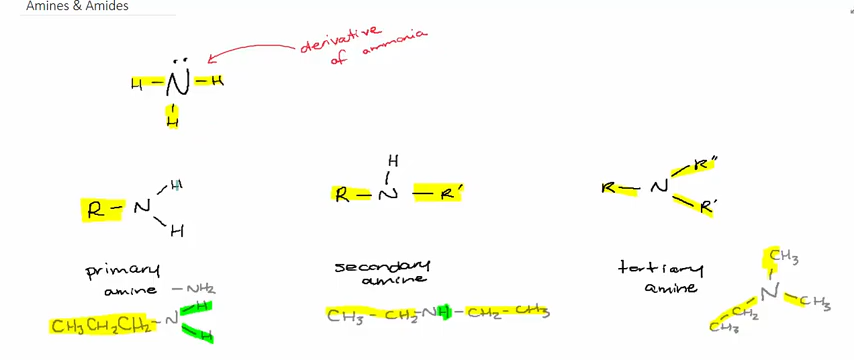 Amines & Amides
derivative
of ammonia
H — N̈ — H
H
R — N
H
H
H
R — N — R'
R — N
R"
R'
primary
amine
—NH₂
secondary
amine
tertiary
amine
CH₃CH₂CH₂—N
H
H
CH₃—CH₂—NH—CH₂—CH₃
CH₃
N
CH₃
CH₂
CH₃